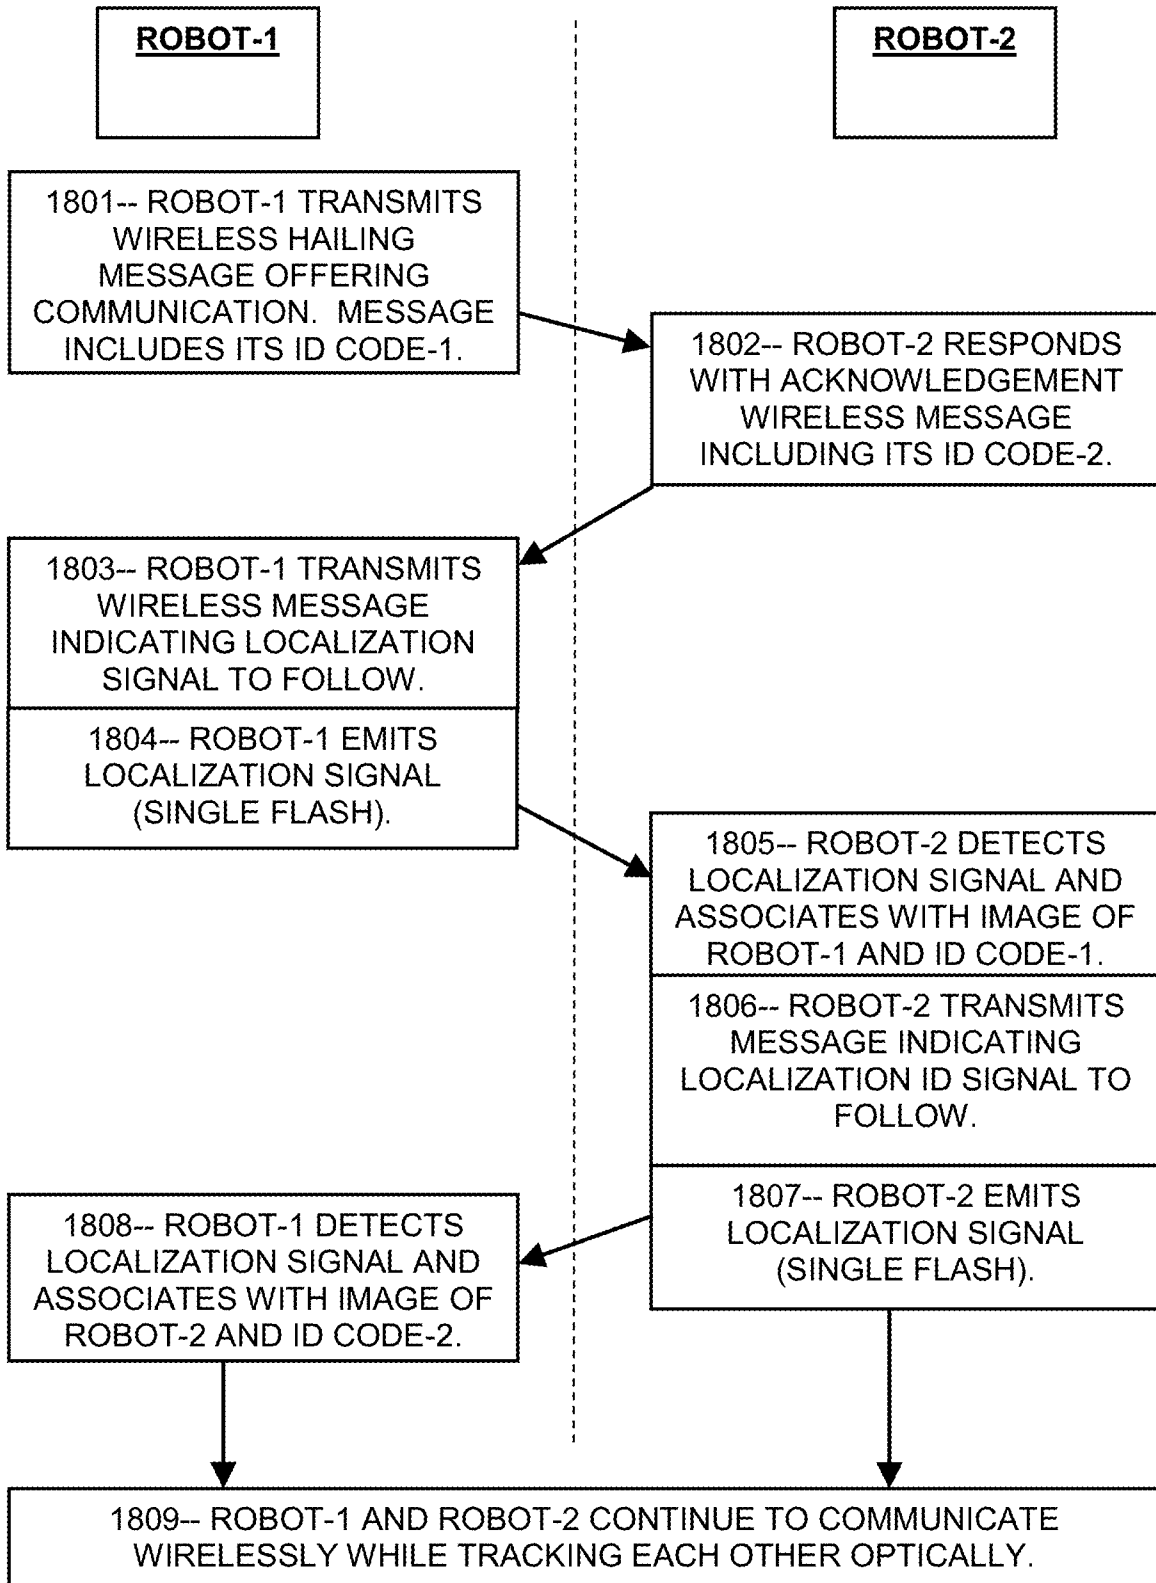 ROBOT-1
ROBOT-2
1801-- ROBOT-1 TRANSMITS
WIRELESS HAILING
MESSAGE OFFERING
COMMUNICATION. MESSAGE
INCLUDES ITS ID CODE-1.
1802-- ROBOT-2 RESPONDS
WITH ACKNOWLEDGEMENT
WIRELESS MESSAGE
INCLUDING ITS ID CODE-2.
1803-- ROBOT-1 TRANSMITS
WIRELESS MESSAGE
INDICATING LOCALIZATION
SIGNAL TO FOLLOW.
1804-- ROBOT-1 EMITS
LOCALIZATION SIGNAL
(SINGLE FLASH).
1805-- ROBOT-2 DETECTS
LOCALIZATION SIGNAL AND
ASSOCIATES WITH IMAGE OF
ROBOT-1 AND ID CODE-1.
1806-- ROBOT-2 TRANSMITS
MESSAGE INDICATING
LOCALIZATION ID SIGNAL TO
FOLLOW.
1807-- ROBOT-2 EMITS
LOCALIZATION SIGNAL
(SINGLE FLASH).
1808-- ROBOT-1 DETECTS
LOCALIZATION SIGNAL AND
ASSOCIATES WITH IMAGE OF
ROBOT-2 AND ID CODE-2.
1809-- ROBOT-1 AND ROBOT-2 CONTINUE TO COMMUNICATE
WIRELESSLY WHILE TRACKING EACH OTHER OPTICALLY.